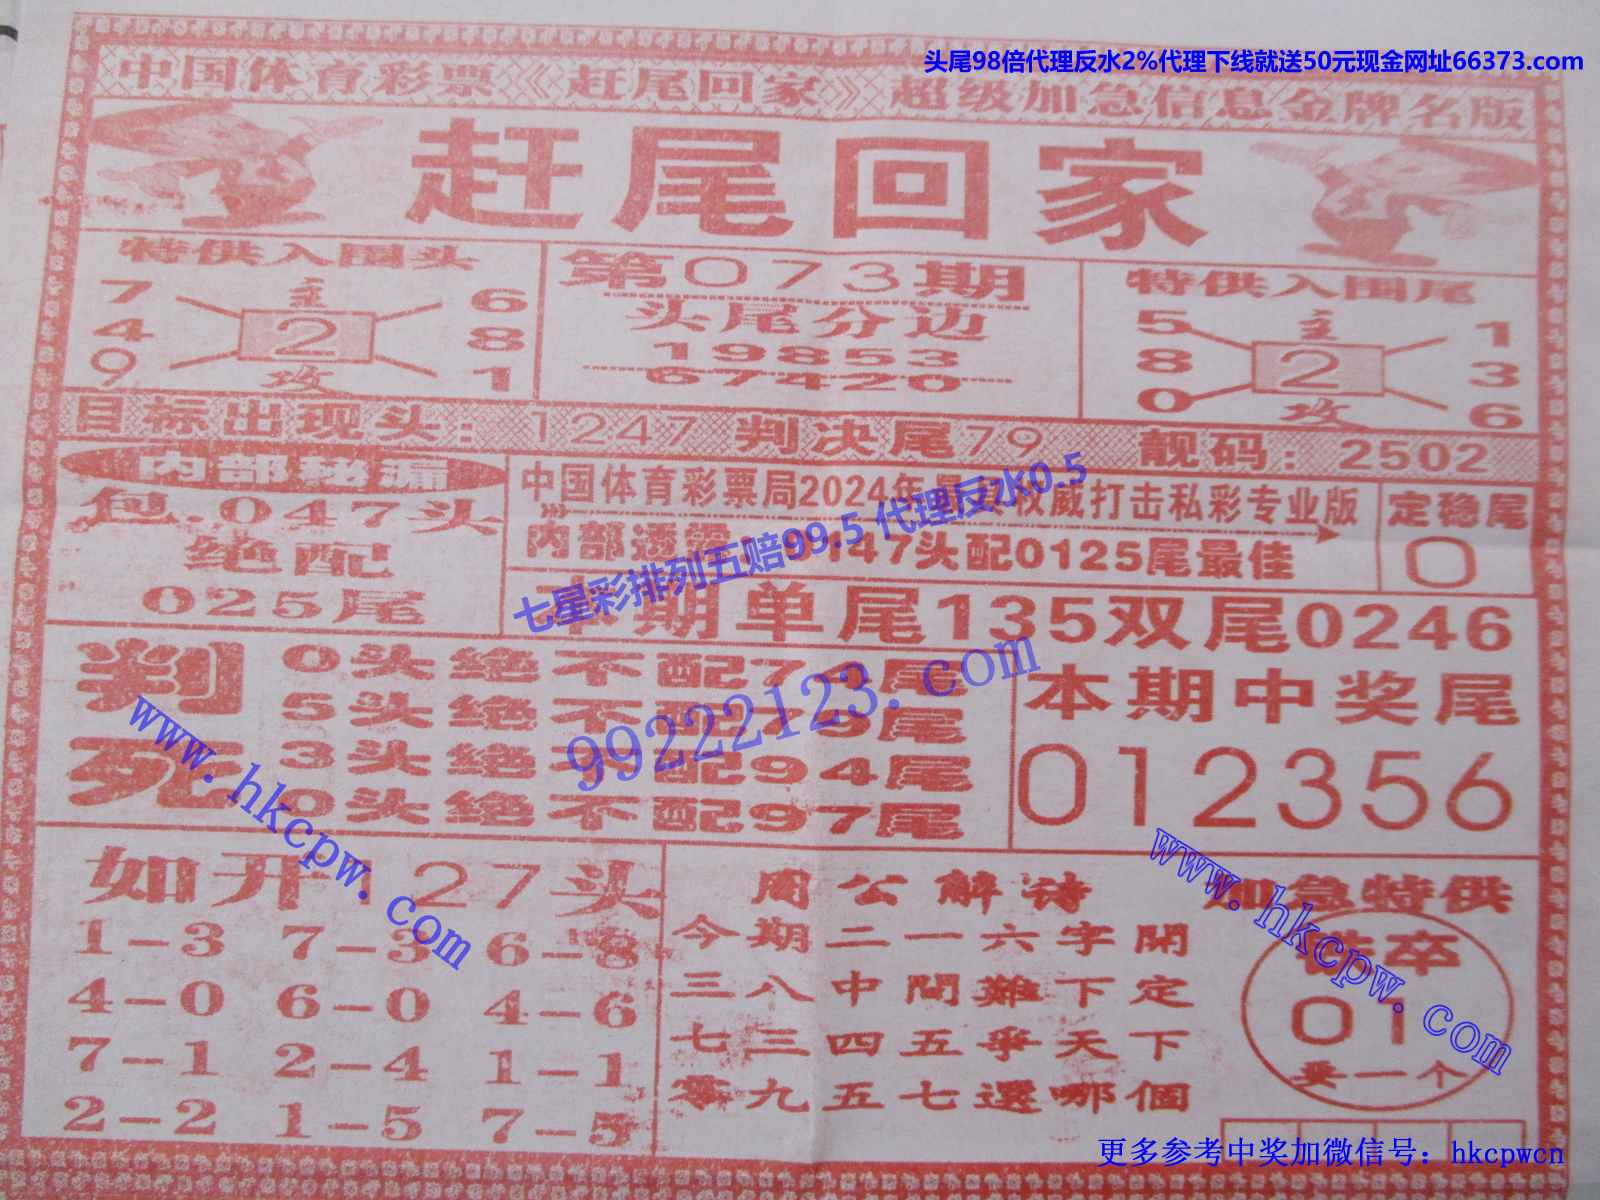 头尾98倍代理反水2%代理下线就送50元现金网址66373.com
中国体育彩票《赶尾回家》超级加急信息金牌名版
赶尾回家
特供入围头
7 主 6
4 2 8
9 攻 1
第073期
头尾分边
19853
67420
特供入围尾
5 主 1
8 2 3
0 攻 6
目标出现头：1247 判决尾79 靓码：2502
内部秘漏
包.047头
绝配
025尾
中国体育彩票局2024年 权威打击私彩专业版
内部透 47头配0125尾最佳
定稳尾
0
七星彩排列五赔99.5 代理反水0.5
本期单尾135双尾0246
判死
0头绝不配7 尾
5头绝不配 9尾
3头绝不配94尾
0头绝不配97尾
99222123.com
本期中奖尾
012356
www.hkcpw.com
如开127头
1-3 7-3 6-8
4-0 6-0 4-6
7-1 2-4 1-1
2-2 1-5 7-5
周公解诗
今期二一六字開
三八中間難下定
七三四五爭天下
零九五七還哪個
加急特供
卒
01
卖一个
www.hkcpw.com
更多参考中奖加微信号：hkcpwcn